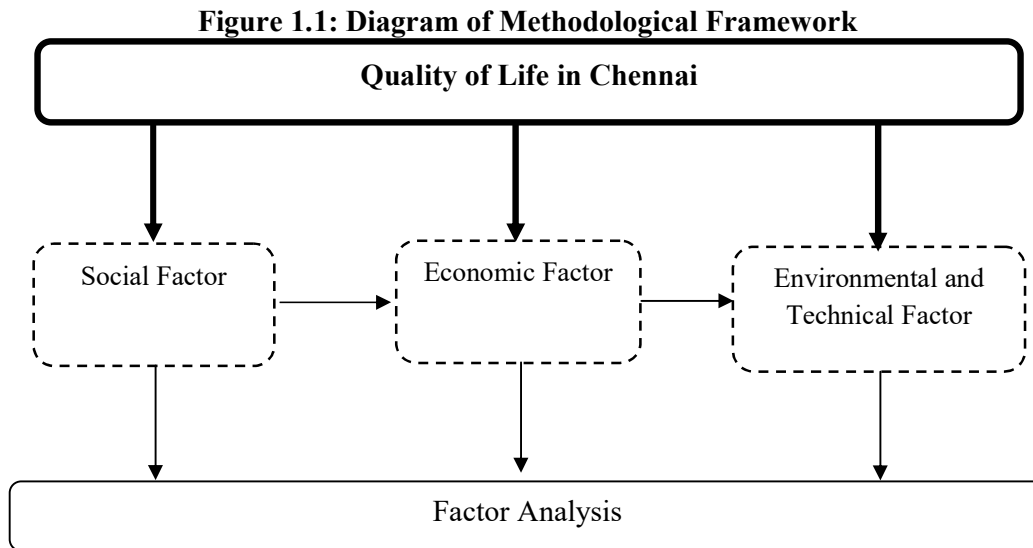 Figure 1.1: Diagram of Methodological Framework
Quality of Life in Chennai
Social Factor
Economic Factor
Environmental and
Technical Factor
Factor Analysis